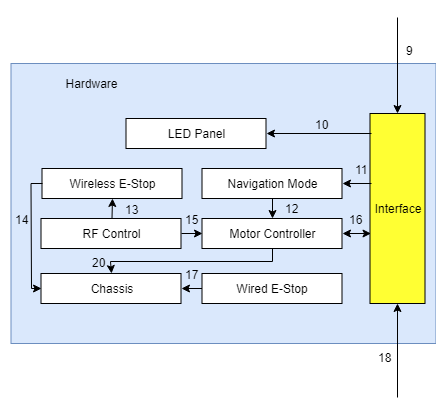 9
Hardware
LED Panel
10
11
Wireless E-Stop
Navigation Mode
13
12
Interface
14
15
16
RF Control
Motor Controller
20
17
Chassis
Wired E-Stop
18